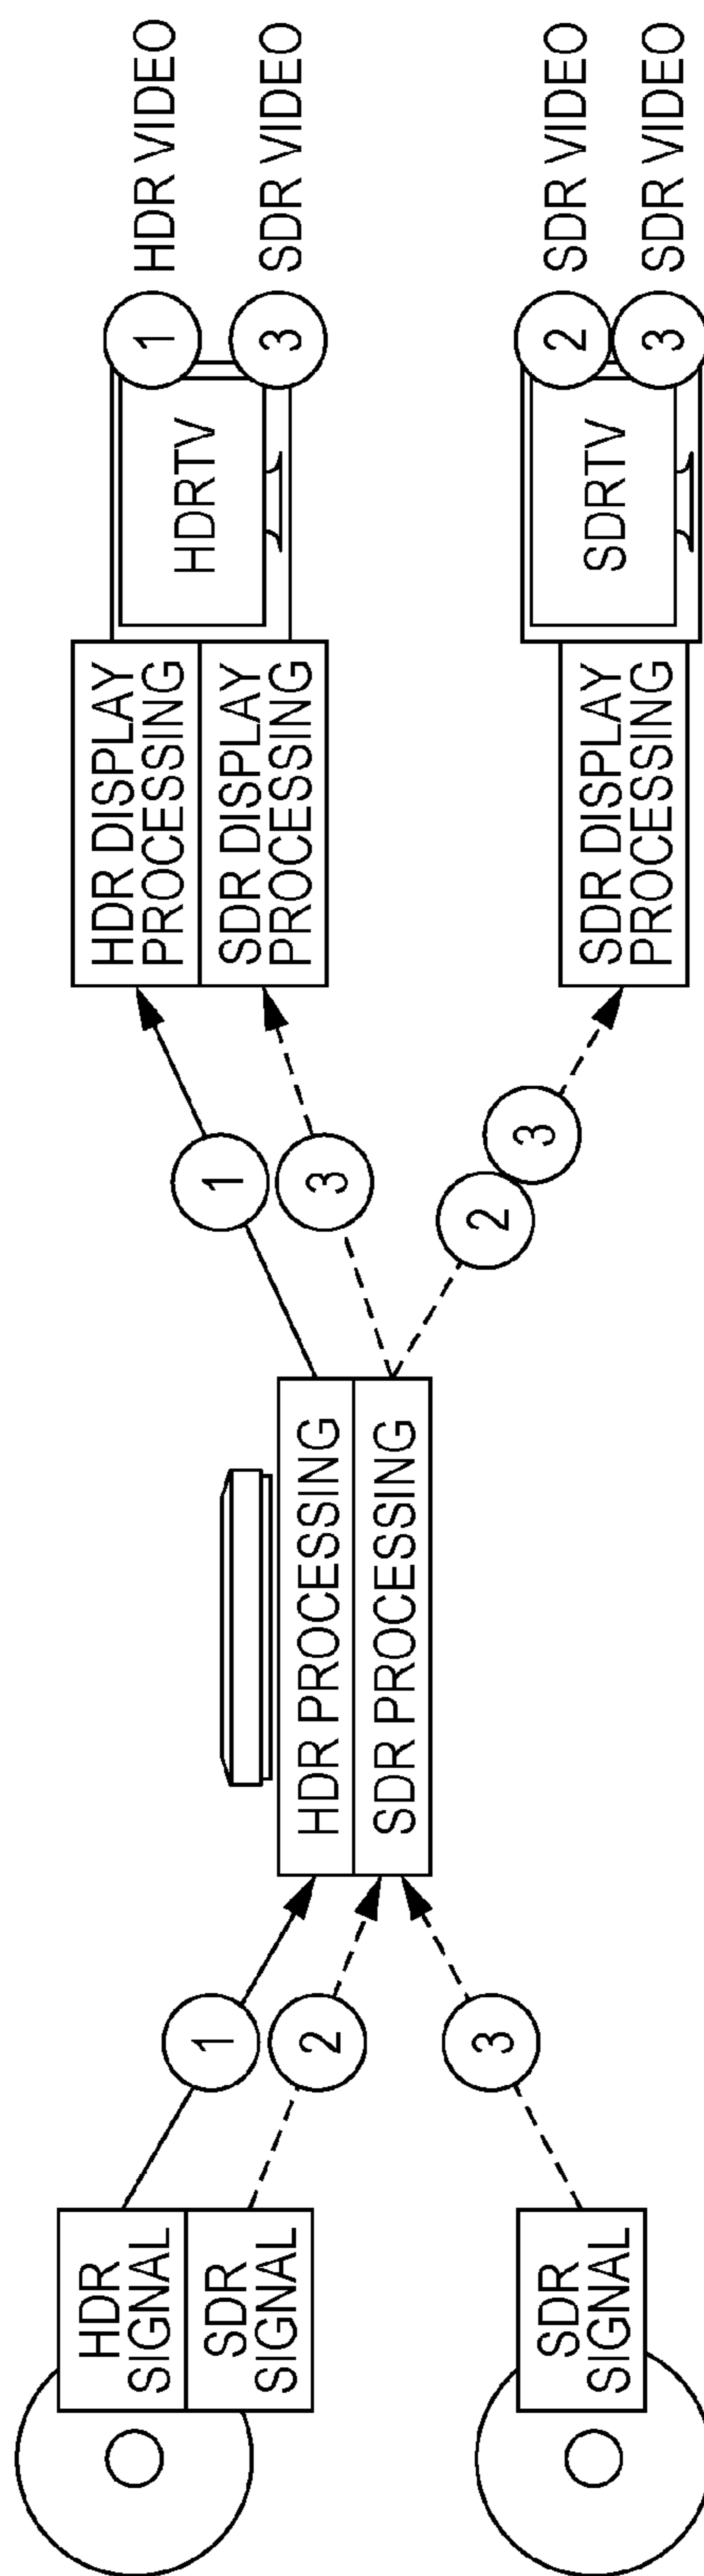 HDR
SIGNAL
SDR
SIGNAL
SDR
SIGNAL
1
2
3
HDR PROCESSING
SDR PROCESSING
1
3
2
3
HDR DISPLAY
PROCESSING
SDR DISPLAY
PROCESSING
SDR DISPLAY
PROCESSING
HDRTV
SDRTV
1
HDR VIDEO
3
SDR VIDEO
2
SDR VIDEO
3
SDR VIDEO